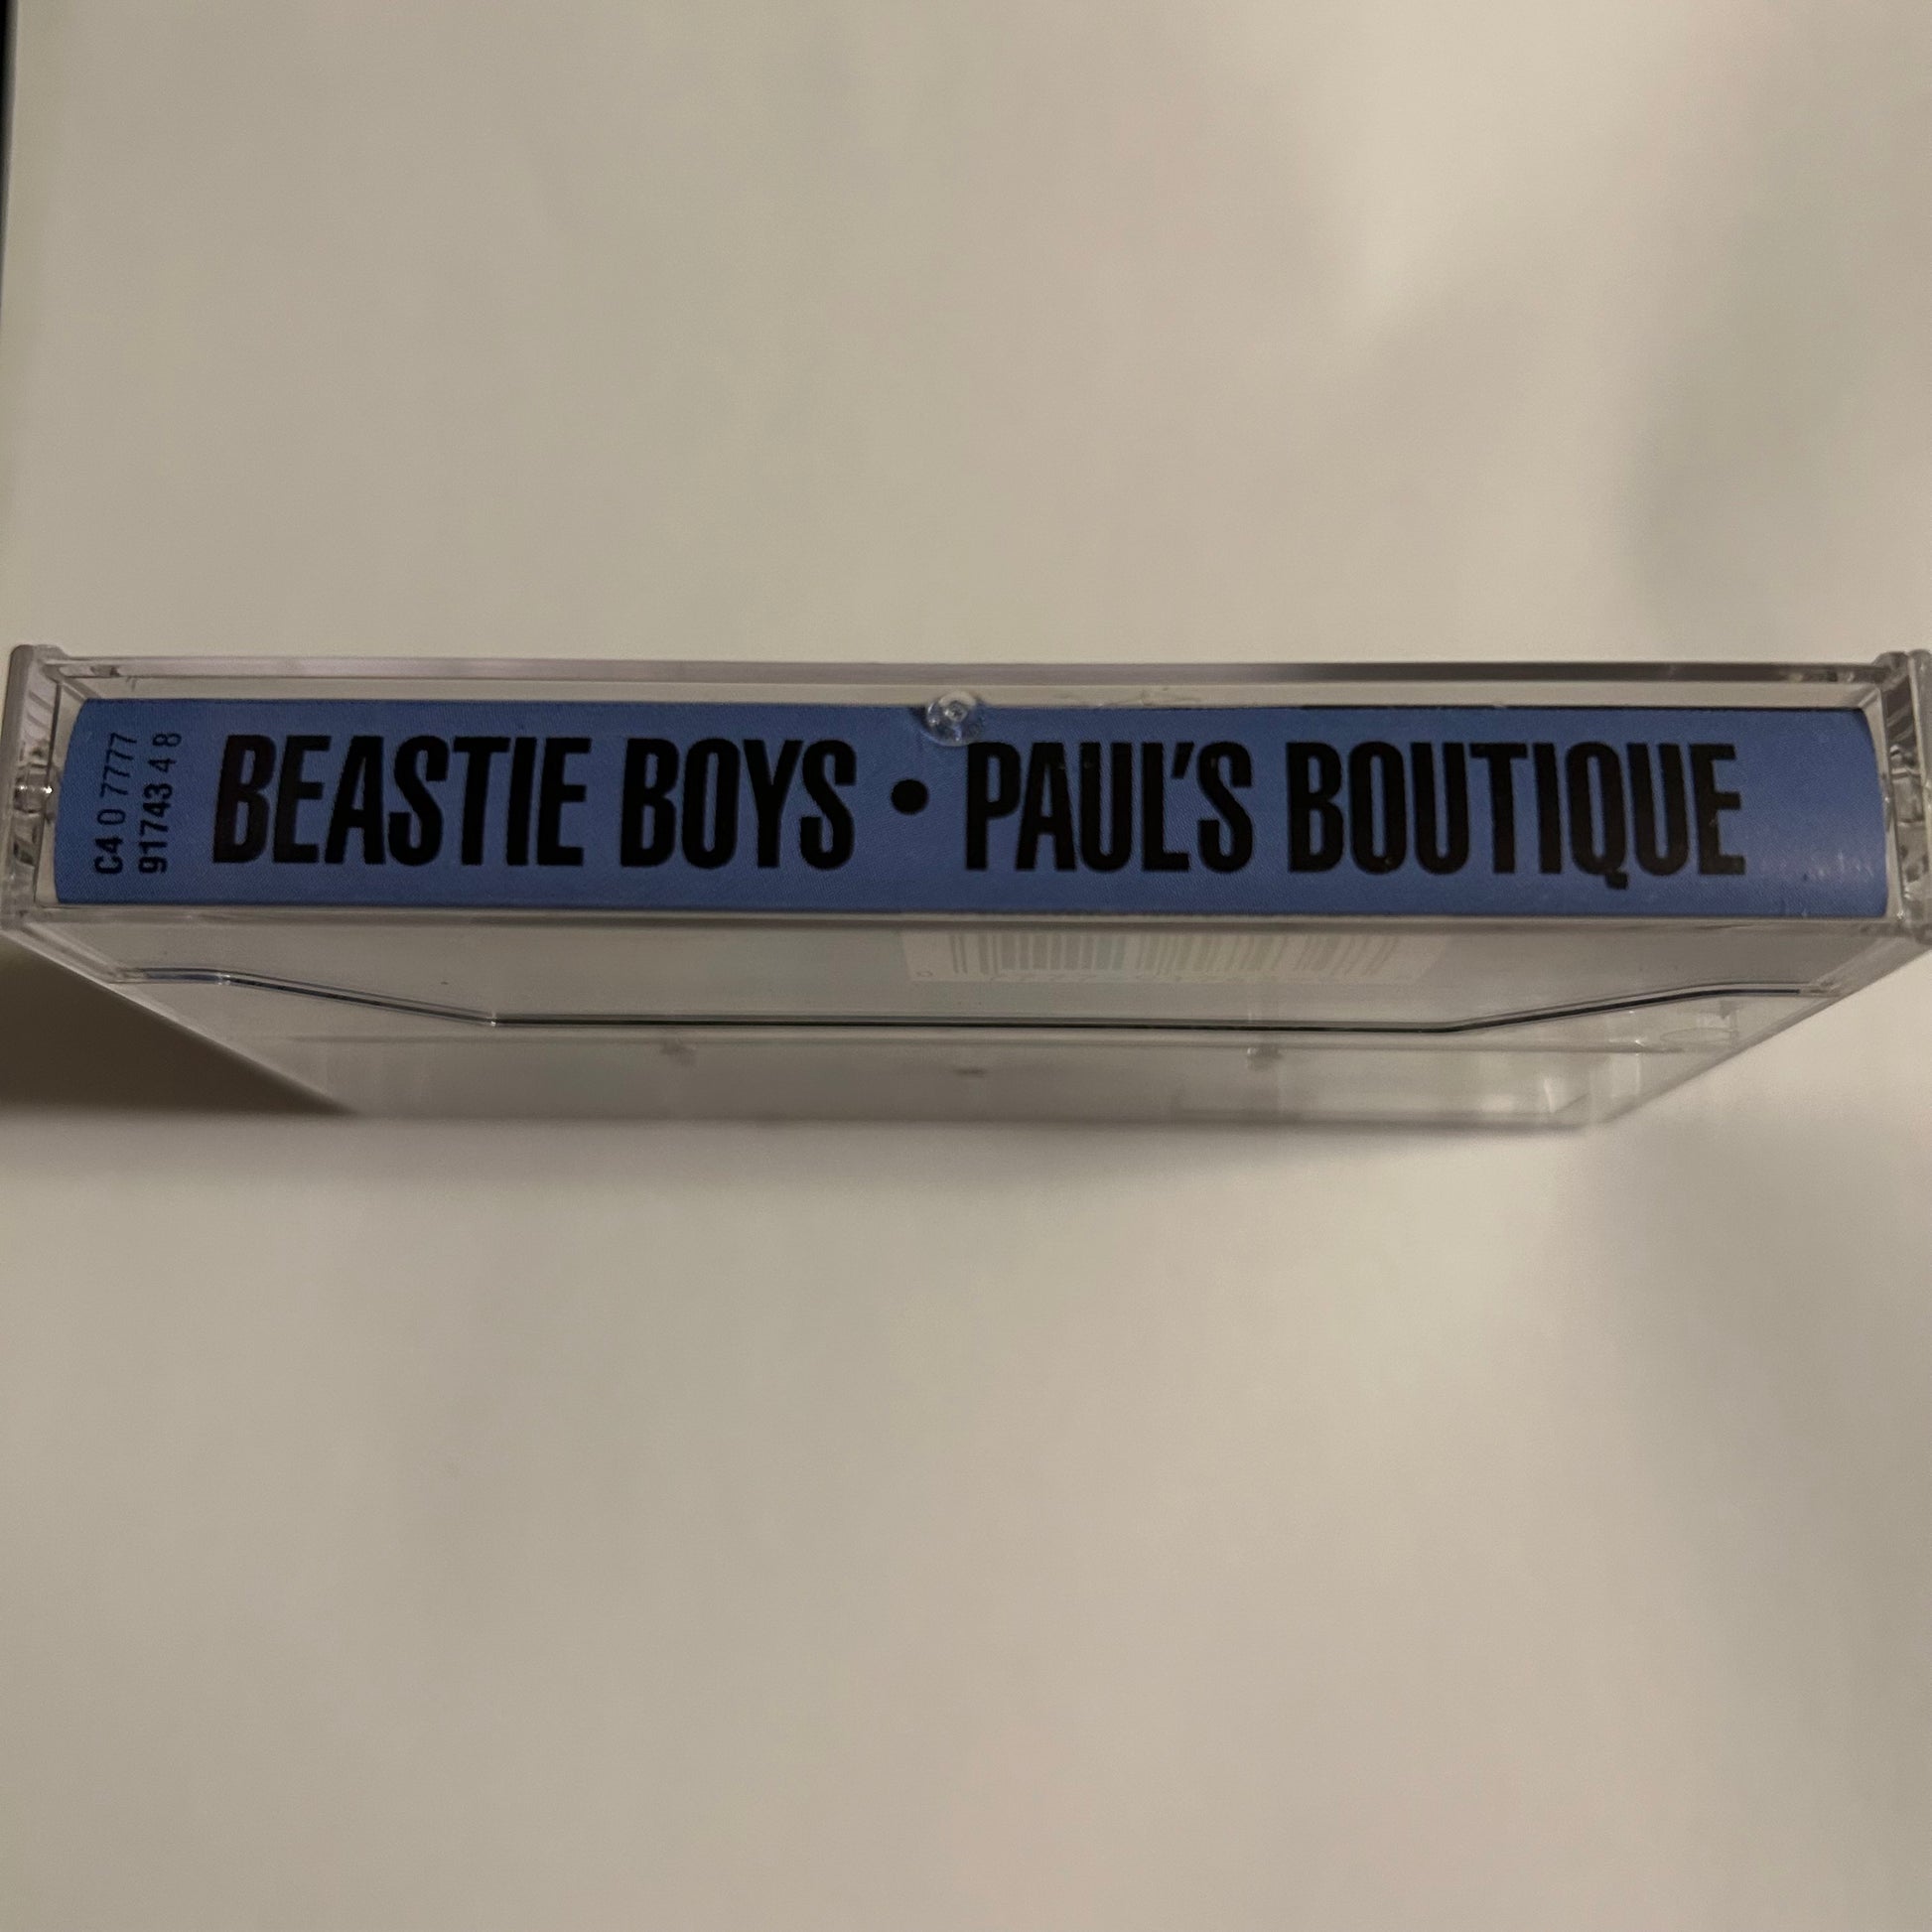 C4 0 7777
91743 4 8
BEASTIE BOYS • PAUL'S BOUTIQUE